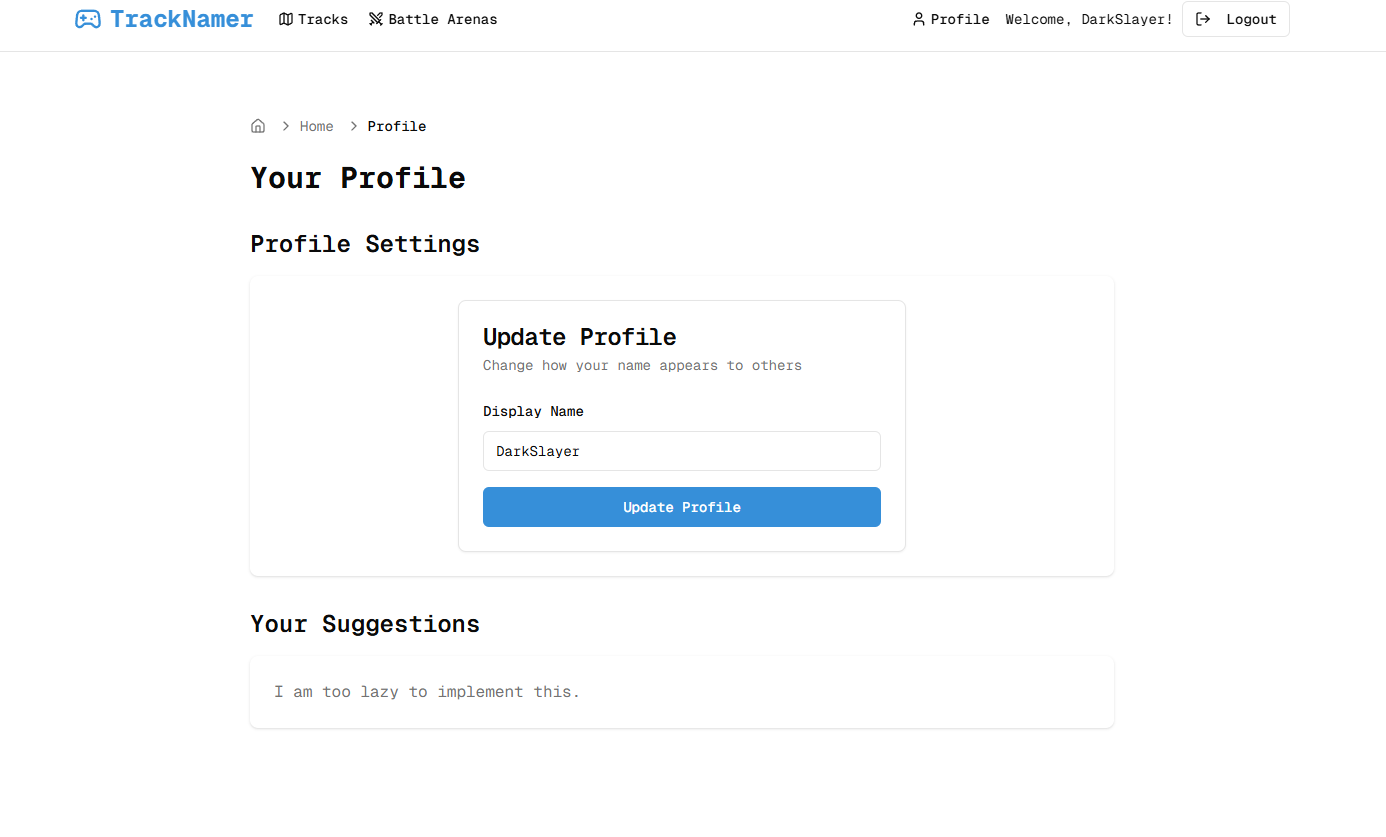 TrackNamer Tracks Battle Arenas Profile Welcome, DarkSlayer! Logout
Home Profile
Your Profile
Profile Settings
Update Profile
Change how your name appears to others
Display Name
DarkSlayer
Update Profile
Your Suggestions
I am too lazy to implement this.